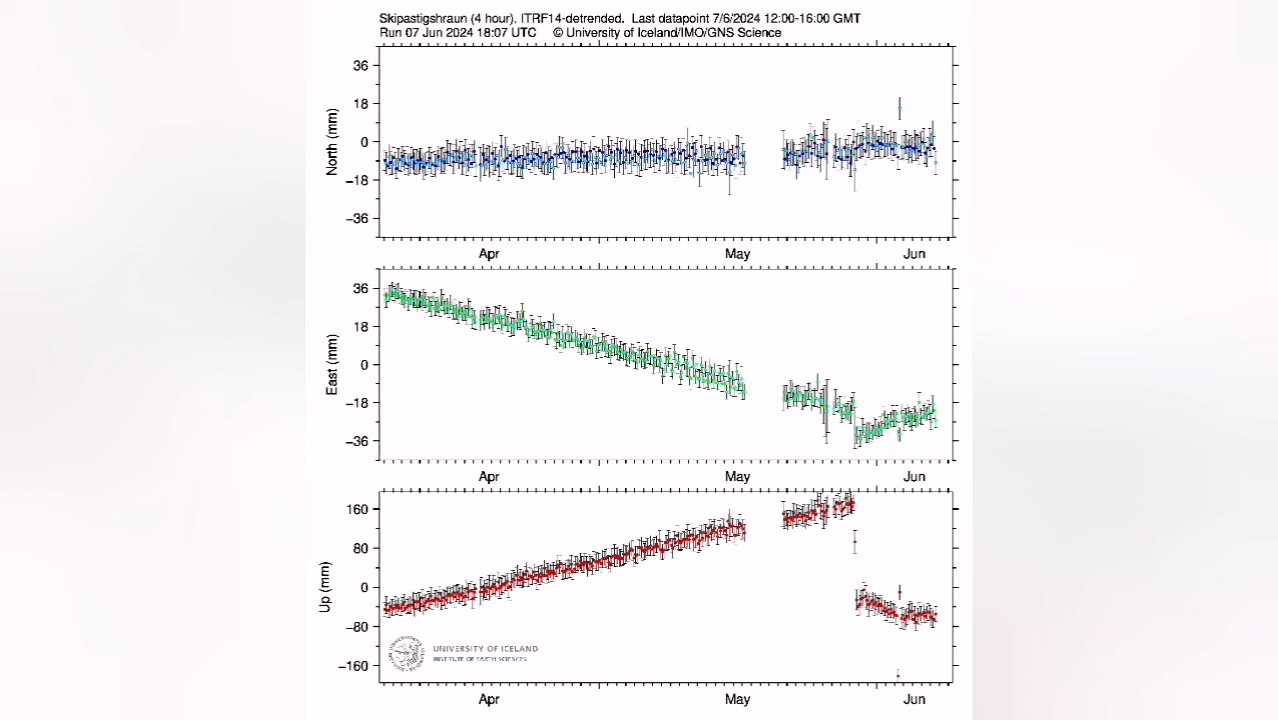 Skipastigshraun (4 hour), ITRF14-detrended. Last datapoint 7/6/2024 12:00-16:00 GMT
Run 07 Jun 2024 18:07 UTC © University of Iceland/IMO/GNS Science
36
18
0
−18
−36
North (mm)
Apr May Jun
36
18
0
−18
−36
East (mm)
Apr May Jun
160
80
0
−80
−160
Up (mm)
UNIVERSITY OF ICELAND
INSTITUTE OF EARTH SCIENCES
Apr May Jun